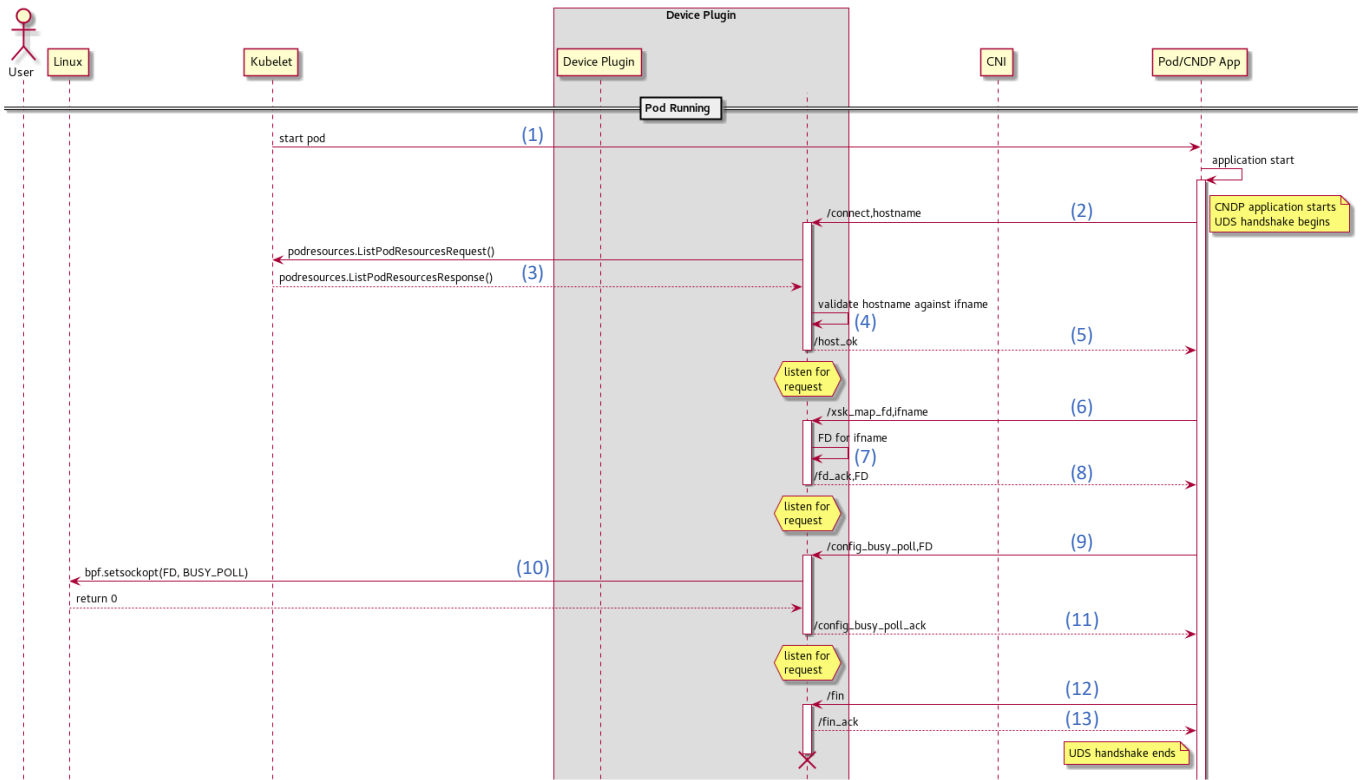 Device Plugin
User
Linux
Kubelet
Device Plugin
CNI
Pod/CNDP App
Pod Running
start pod
(1)
application start
CNDP application starts
UDS handshake begins
/connect,hostname
(2)
podresources.ListPodResourcesRequest()
podresources.ListPodResourcesResponse()
(3)
validate hostname against ifname
(4)
/host_ok
(5)
listen for
request
/xsk_map_fd,ifname
(6)
FD for ifname
(7)
/fd_ack,FD
(8)
listen for
request
/config_busy_poll,FD
(9)
bpf.setsockopt(FD, BUSY_POLL)
(10)
return 0
/config_busy_poll_ack
(11)
listen for
request
/fin
(12)
/fin_ack
(13)
UDS handshake ends